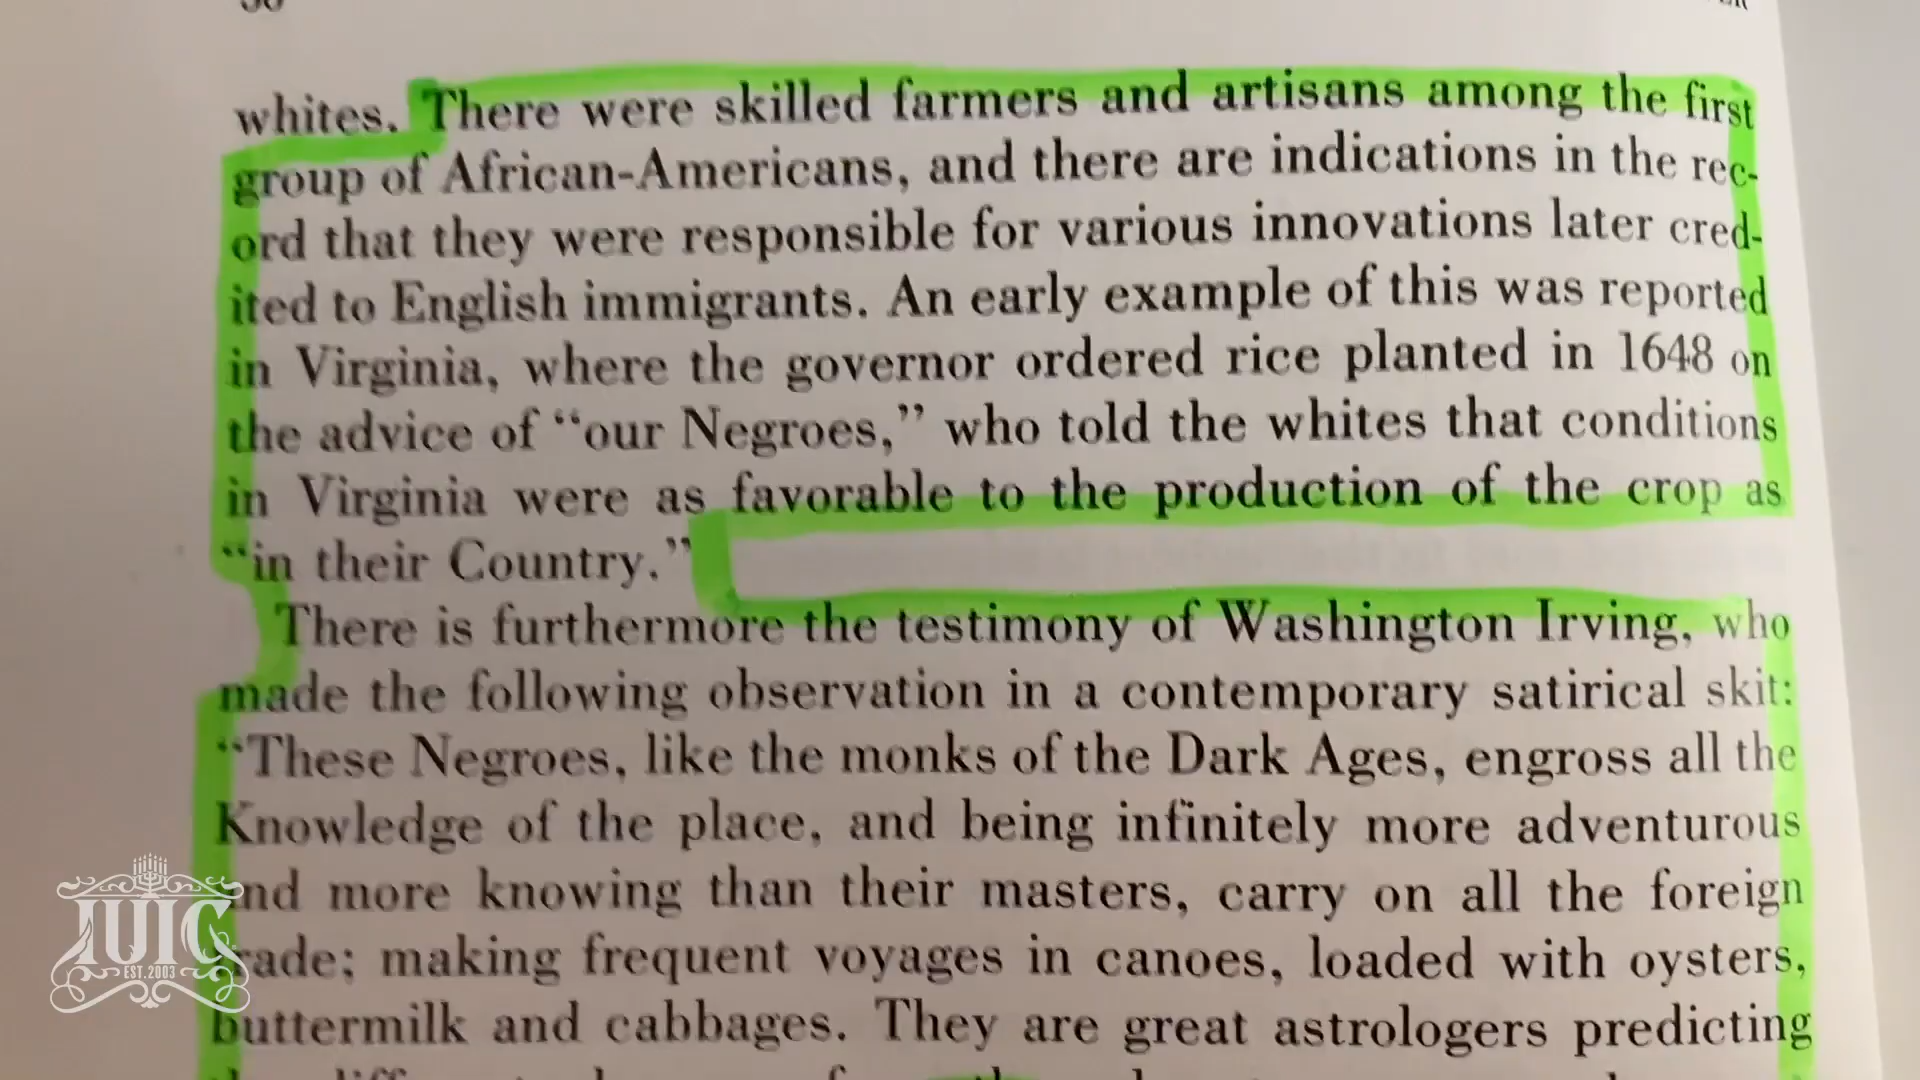 whites. There were skilled farmers and artisans among the first
group of African-Americans, and there are indications in the rec-
ord that they were responsible for various innovations later cred-
ited to English immigrants. An early example of this was reported
in Virginia, where the governor ordered rice planted in 1648 on
the advice of “our Negroes,” who told the whites that conditions
in Virginia were as favorable to the production of the crop as
“in their Country.”
There is furthermore the testimony of Washington Irving, who
made the following observation in a contemporary satirical skit:
“These Negroes, like the monks of the Dark Ages, engross all the
Knowledge of the place, and being infinitely more adventurous
and more knowing than their masters, carry on all the foreign
trade; making frequent voyages in canoes, loaded with oysters,
buttermilk and cabbages. They are great astrologers predicting
IUIC
EST.2003